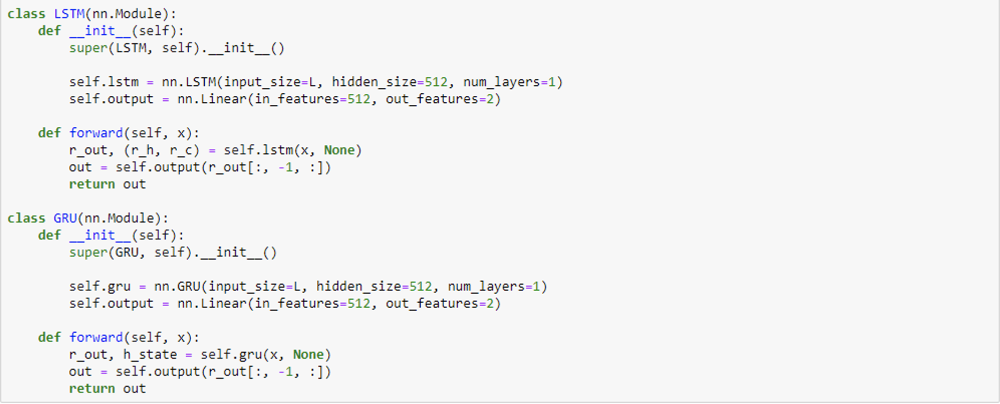 class LSTM(nn.Module):
    def __init__(self):
        super(LSTM, self).__init__()
        self.lstm = nn.LSTM(input_size=L, hidden_size=512, num_layers=1)
        self.output = nn.Linear(in_features=512, out_features=2)
    def forward(self, x):
        r_out, (r_h, r_c) = self.lstm(x, None)
        out = self.output(r_out[:, -1, :])
        return out
class GRU(nn.Module):
    def __init__(self):
        super(GRU, self).__init__()
        self.gru = nn.GRU(input_size=L, hidden_size=512, num_layers=1)
        self.output = nn.Linear(in_features=512, out_features=2)
    def forward(self, x):
        r_out, h_state = self.gru(x, None)
        out = self.output(r_out[:, -1, :])
        return out